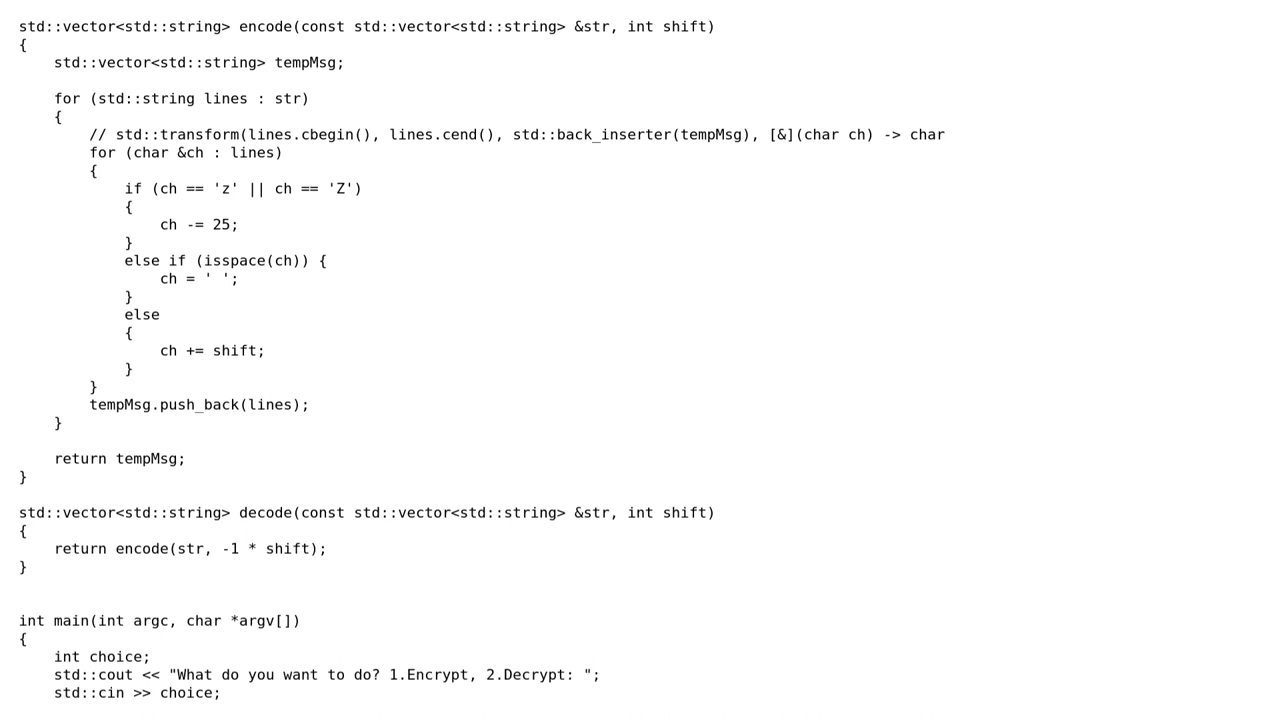 std::vector<std::string> encode(const std::vector<std::string> &str, int shift)
{
    std::vector<std::string> tempMsg;

    for (std::string lines : str)
    {
        // std::transform(lines.cbegin(), lines.cend(), std::back_inserter(tempMsg), [&](char ch) -> char
        for (char &ch : lines)
        {
            if (ch == 'z' || ch == 'Z')
            {
                ch -= 25;
            }
            else if (isspace(ch)) {
                ch = ' ';
            }
            else
            {
                ch += shift;
            }
        }
        tempMsg.push_back(lines);
    }

    return tempMsg;
}

std::vector<std::string> decode(const std::vector<std::string> &str, int shift)
{
    return encode(str, -1 * shift);
}


int main(int argc, char *argv[])
{
    int choice;
    std::cout << "What do you want to do? 1.Encrypt, 2.Decrypt: ";
    std::cin >> choice;